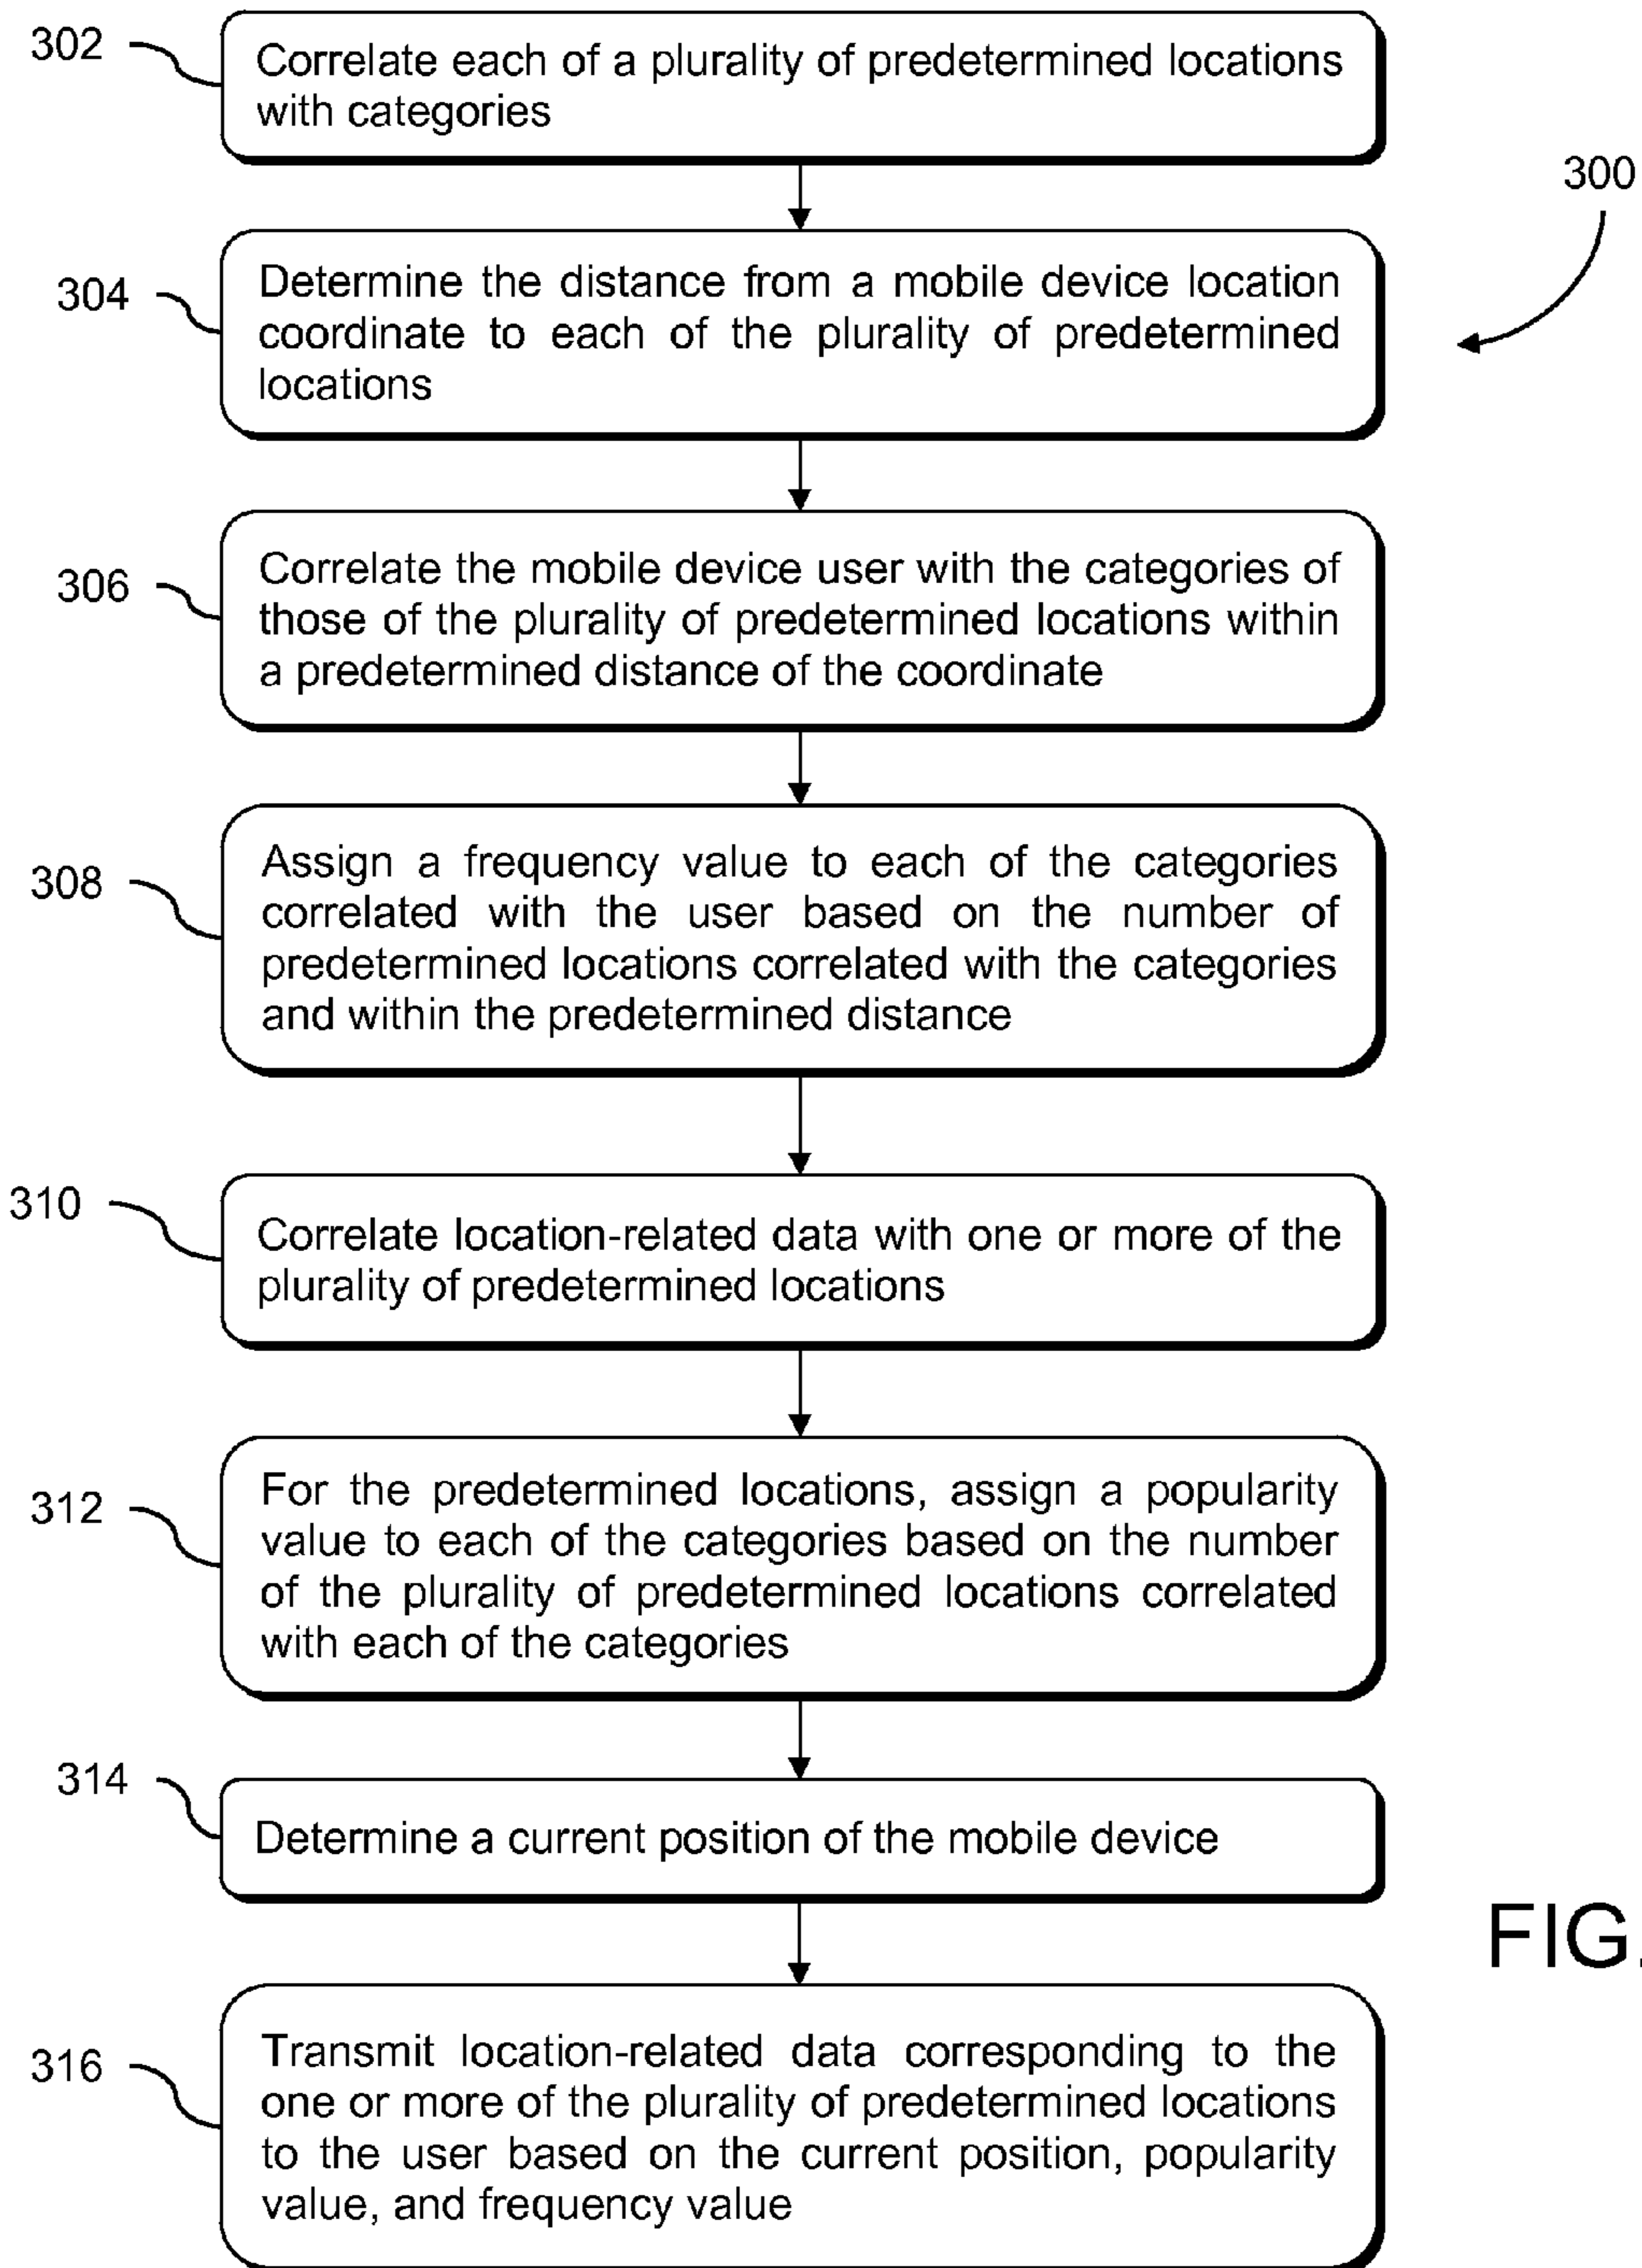 302
Correlate each of a plurality of predetermined locations
with categories
300
304
Determine the distance from a mobile device location
coordinate to each of the plurality of predetermined
locations
306
Correlate the mobile device user with the categories of
those of the plurality of predetermined locations within
a predetermined distance of the coordinate
308
Assign a frequency value to each of the categories
correlated with the user based on the number of
predetermined locations correlated with the categories
and within the predetermined distance
310
Correlate location-related data with one or more of the
plurality of predetermined locations
312
For the predetermined locations, assign a popularity
value to each of the categories based on the number
of the plurality of predetermined locations correlated
with each of the categories
314
Determine a current position of the mobile device
FIG.
316
Transmit location-related data corresponding to the
one or more of the plurality of predetermined locations
to the user based on the current position, popularity
value, and frequency value